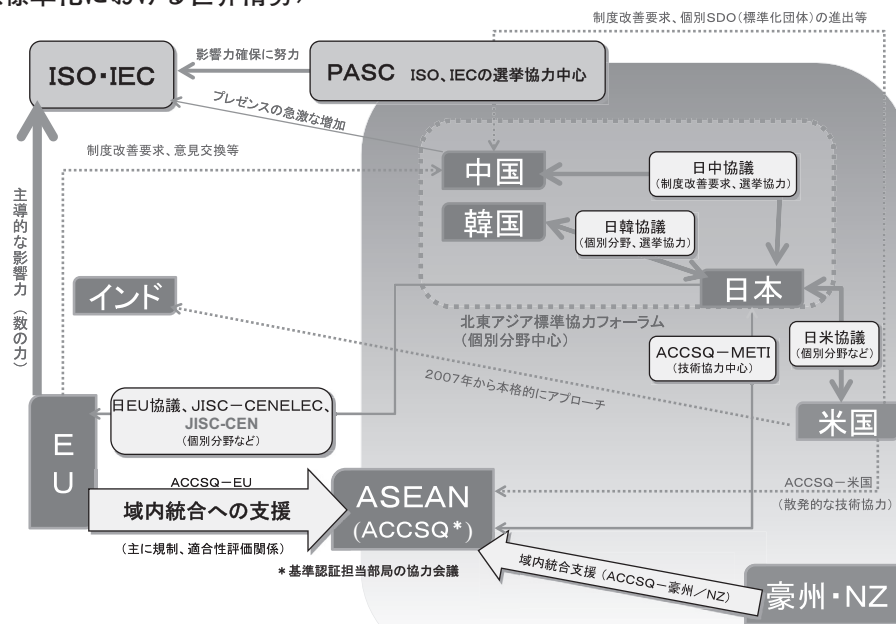 標準化における世界情勢
制度改善要求、個別SDO(標準化団体)の進出等
ISO・IEC
影響力確保に努力
PASC ISO、IECの選挙協力中心
プレゼンスの急激な増加
制度改善要求、意見交換等
中国
日中協議
(制度改善要求、選挙協力)
韓国
日韓協議
(個別分野、選挙協力)
主導的な影響力(数の力)
インド
日本
北東アジア標準協力フォーラム
(個別分野中心)
ACCSQ-METI
(技術協力中心)
日米協議
(個別分野など)
2007年から本格的にアプローチ
米国
日EU協議、JISC-CENELEC、
JISC-CEN
(個別分野など)
EU
ACCSQ-EU
域内統合への支援
(主に規制、適合性評価関係)
ASEAN
(ACCSQ*)
ACCSQ-米国
(散発的な技術協力)
*基準認証担当部局の協力会議
域内統合支援(ACCSQ-豪州/NZ)
豪州・NZ